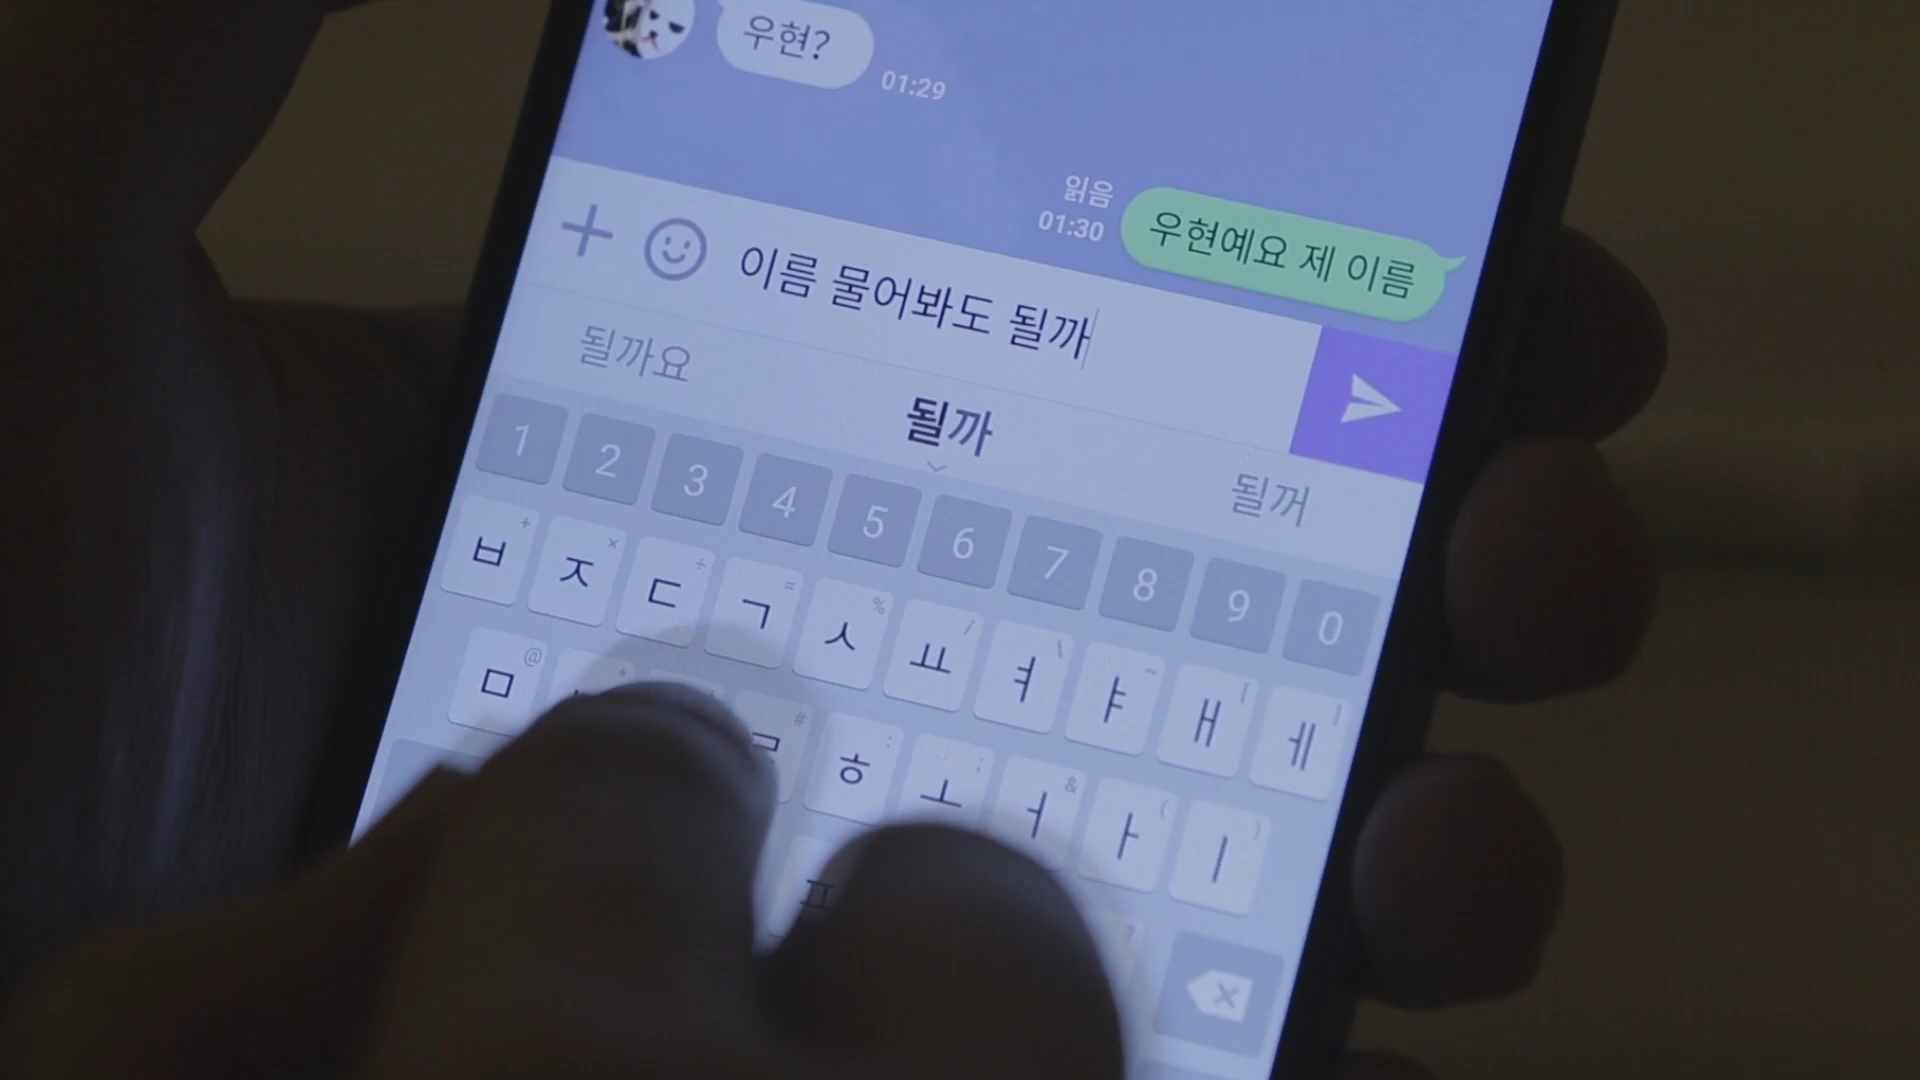 우현?
01:29
읽음
01:30
우현예요 제 이름
이름 물어봐도 될까
될까요
될까
될꺼
1 2 3 4 5 6 7 8 9 0
ㅂ ㅈ ㄷ ㄱ ㅅ ㅛ ㅕ ㅑ ㅐ ㅔ
ㅁ ㄹ ㅎ ㅗ ㅓ ㅏ ㅣ
ㅍ